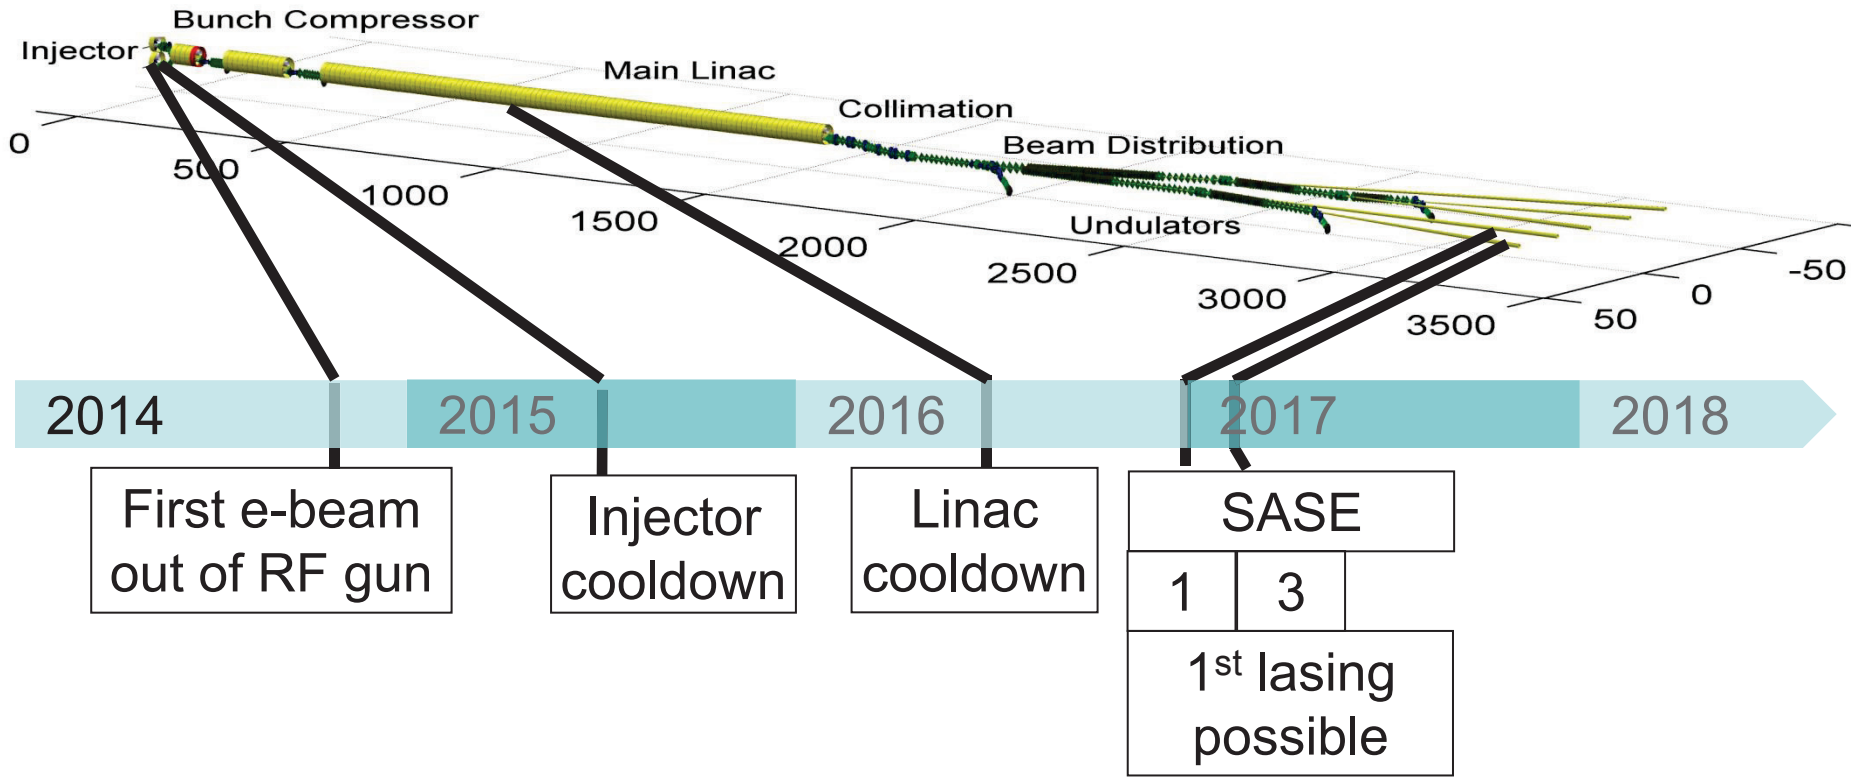 Bunch Compressor
Injector
Main Linac
Collimation
Beam Distribution
Undulators
0
500
1000
1500
2000
2500
3000
3500
50
0
-50
2014
2015
2016
2017
2018
First e-beam
out of RF gun
Injector
cooldown
Linac
cooldown
SASE
1
3
1st lasing
possible